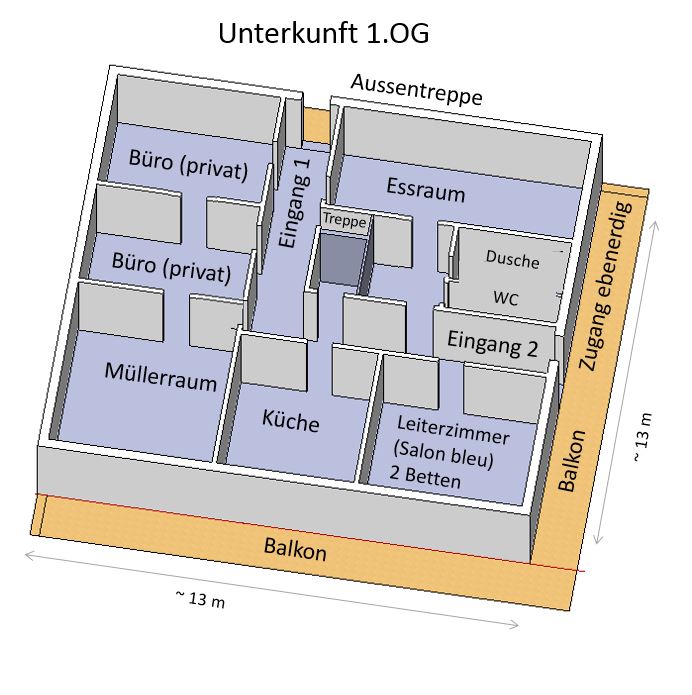 Unterkunft 1.OG
Aussentreppe
Büro (privat)
Eingang 1
Essraum
Treppe
Zugang ebenerdig
Büro (privat)
Dusche
WC
Eingang 2
Müllerraum
Küche
Leiterzimmer
(Salon bleu)
2 Betten
Balkon
~ 13 m
Balkon
~ 13 m